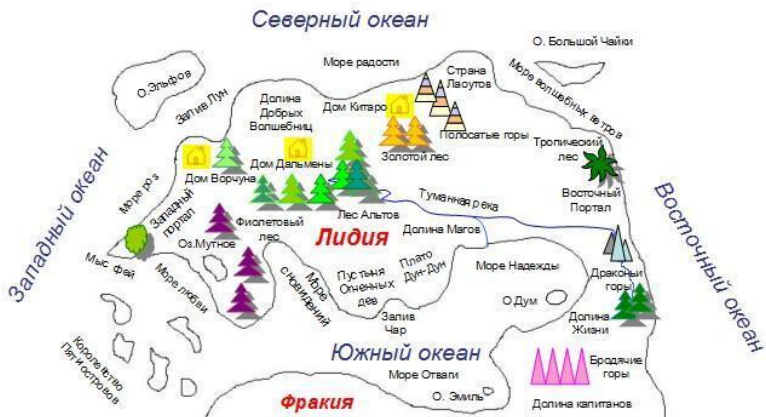 Северный океан
О. Большой Чайки
Море радости
Страна
Лаоутов
О.Эльфов
Залив Лун
Долина
Добрых
Волшебниц
Дом Китаро
Море волшебных ветров
Полосатые горы
Тропический
лес
Золотой лес
Дом Дальмены
Дом Ворчуна
Западный океан
Море роз
Западный
портал
Туманная река
Восточный
Портал
Восточный океан
Фиолетовый
лес
Лес Альтов
Лидия
Долина Магов
Оз.Мутное
Мыс фей
Море любви
Море
сновидений
Пустыня
Огненных
дев
Плато
Дун-Дун
Море Надежды
Драконьи
горы
О.Дум
Залив
Чар
Долина
Жизни
Королевство
Пяти островов
Южный океан
Море Отваги
Бродячие
горы
О. Эмиль
Фракия
Долина капитанов